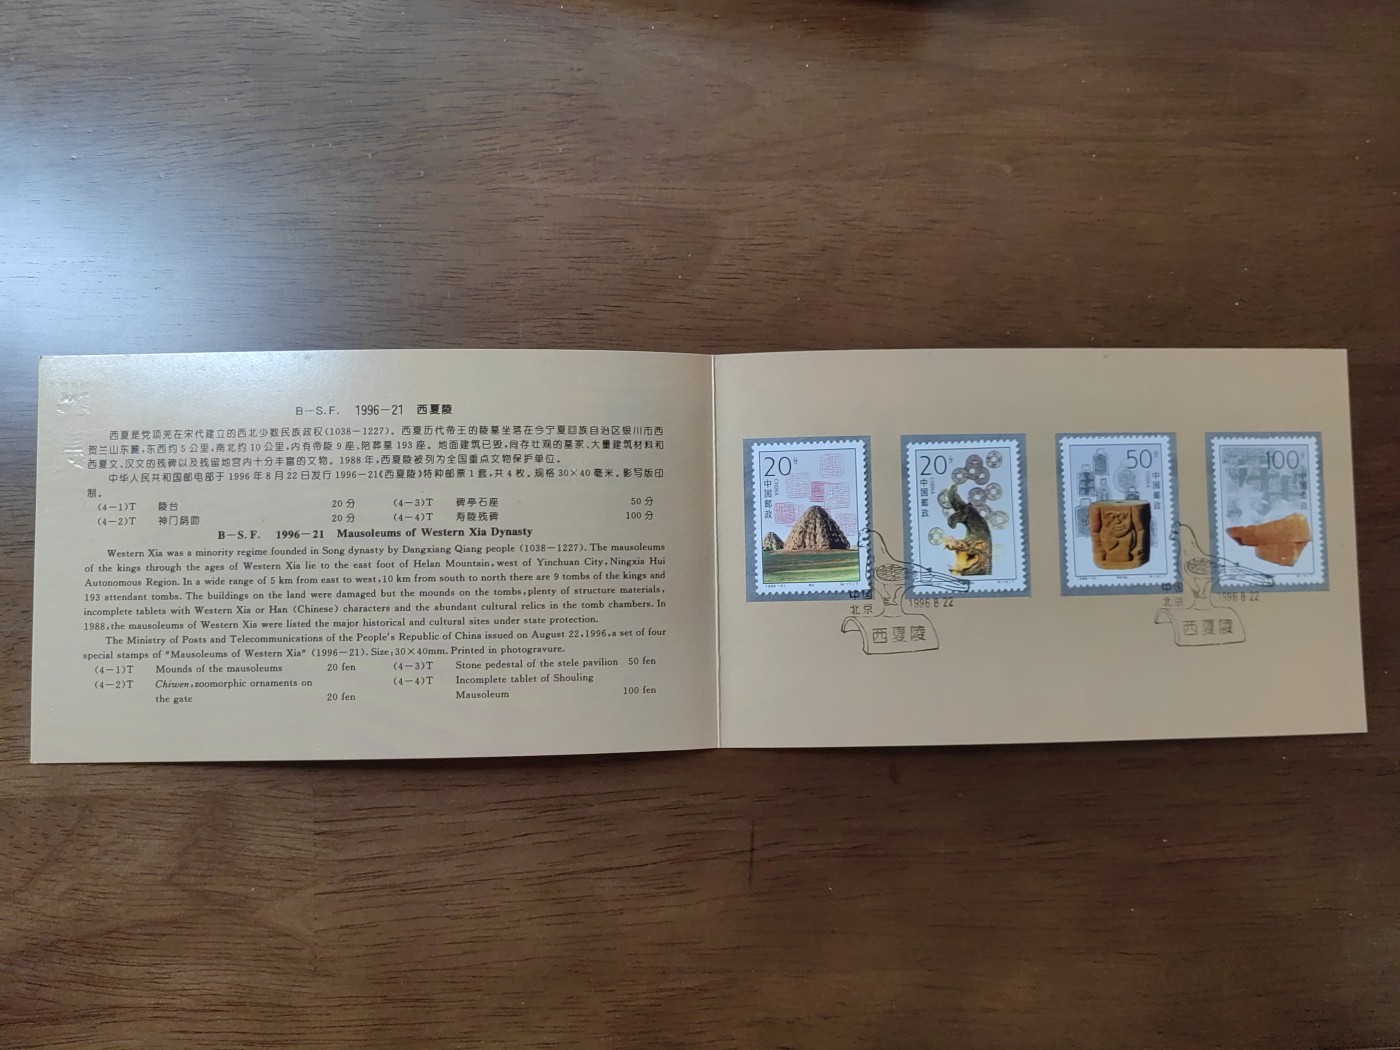 B－S.F. 1996－21 西夏陵
西夏是党项羌在宋代建立的西北少数民族政权(1038－1227)。西夏历代帝王的陵墓坐落在今宁夏回族自治区银川市西
贺兰山东麓,东西约5公里,南北约10公里,内有帝陵9座、陪葬墓193座。地面建筑已毁,尚存壮观的墓冢、大量建筑材料和
西夏文、汉文的残碑以及残留地宫内十分丰富的文物。1988年,西夏陵被列为全国重点文物保护单位。
中华人民共和国邮电部于1996年8月22日发行1996－21《西夏陵》特种邮票1套,共4枚。规格30×40毫米。影写版印
制。
(4－1)T 陵台 20分 (4－3)T 碑亭石座 50分
(4－2)T 神门鸱吻 20分 (4－4)T 寿陵残碑 100分
B－S.F. 1996－21 Mausoleums of Western Xia Dynasty
Western Xia was a minority regime founded in Song dynasty by Dangxiang Qiang people (1038－1227). The mausoleums
of the kings through the ages of Western Xia lie to the east foot of Helan Mountain, west of Yinchuan City, Ningxia Hui
Autonomous Region. In a wide range of 5 km from east to west, 10 km from south to north there are 9 tombs of the kings and
193 attendant tombs. The buildings on the land were damaged but the mounds on the tombs, plenty of structure materials,
incomplete tablets with Western Xia or Han (Chinese) characters and the abundant cultural relics in the tomb chambers. In
1988, the mausoleums of Western Xia were listed the major historical and cultural sites under state protection.
The Ministry of Posts and Telecommunications of the People's Republic of China issued on August 22, 1996, a set of four
special stamps of "Mausoleums of Western Xia" (1996－21). Size: 30×40mm. Printed in photogravure.
(4－1)T Mounds of the mausoleums 20 fen (4－3)T Stone pedestal of the stele pavilion 50 fen
(4－2)T Chiwen, zoomorphic ornaments on (4－4)T Incomplete tablet of Shouling
the gate 20 fen Mausoleum 100 fen
20分
中国邮政
CHINA
20分
中国邮政
CHINA
50分
中国邮政
100分
中国邮政
中国
北京
1996.8.22
西夏陵
中国
北京
1996.8.22
西夏陵